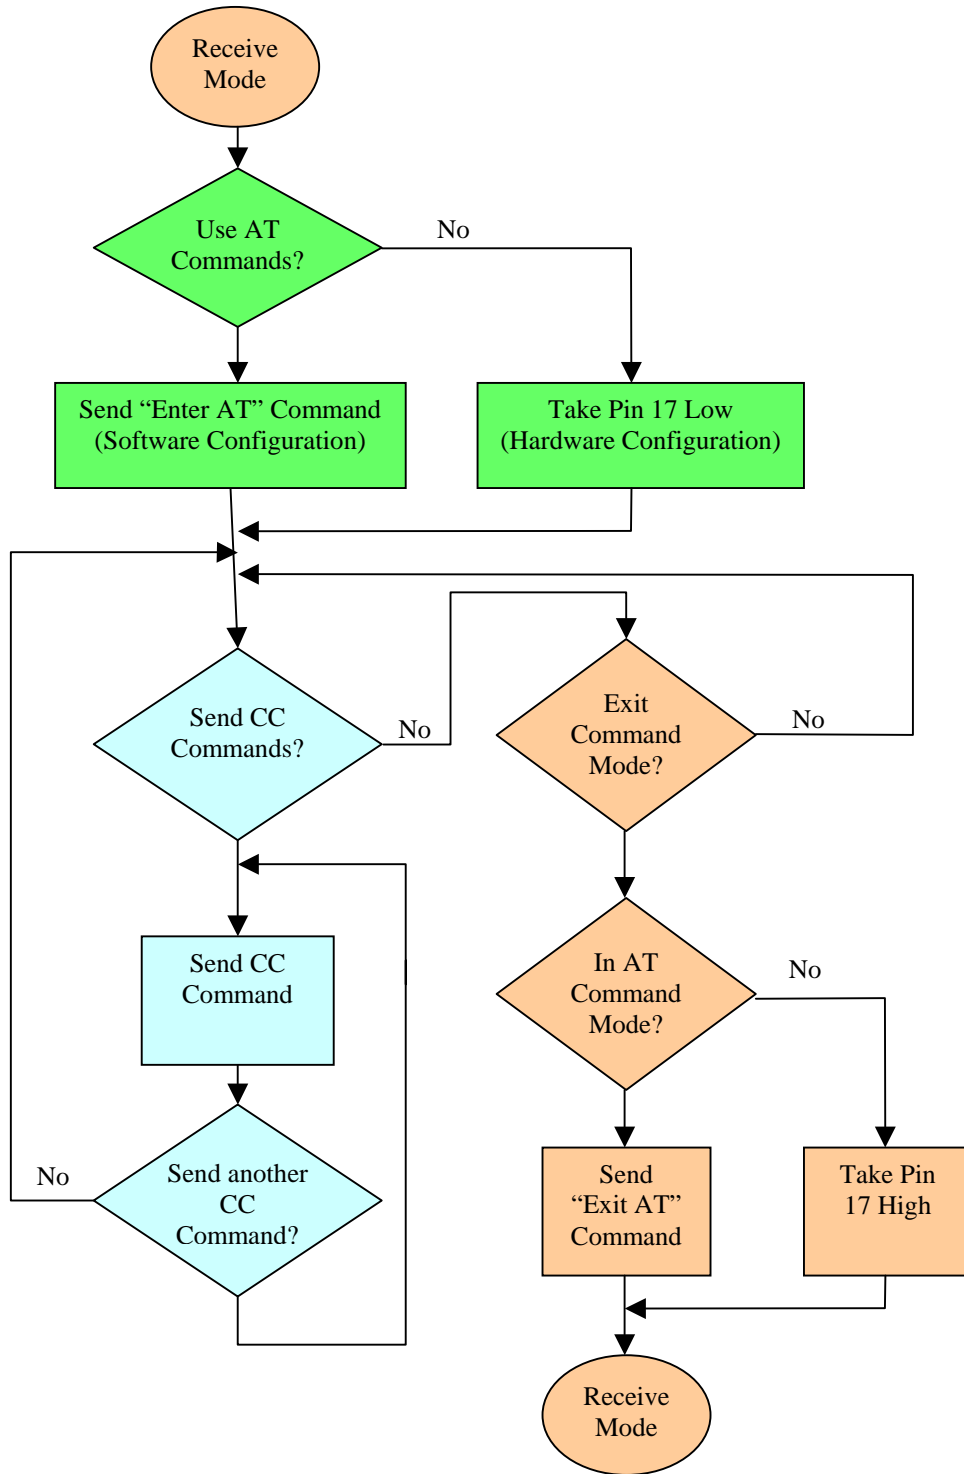 Receive
Mode
Use AT
Commands?
No
Send “Enter AT” Command
(Software Configuration)
Take Pin 17 Low
(Hardware Configuration)
Send CC
Commands?
No
Exit
Command
Mode?
No
Send CC
Command
In AT
Command
Mode?
No
Send another
CC
Command?
No
Send
“Exit AT”
Command
Take Pin
17 High
Receive
Mode